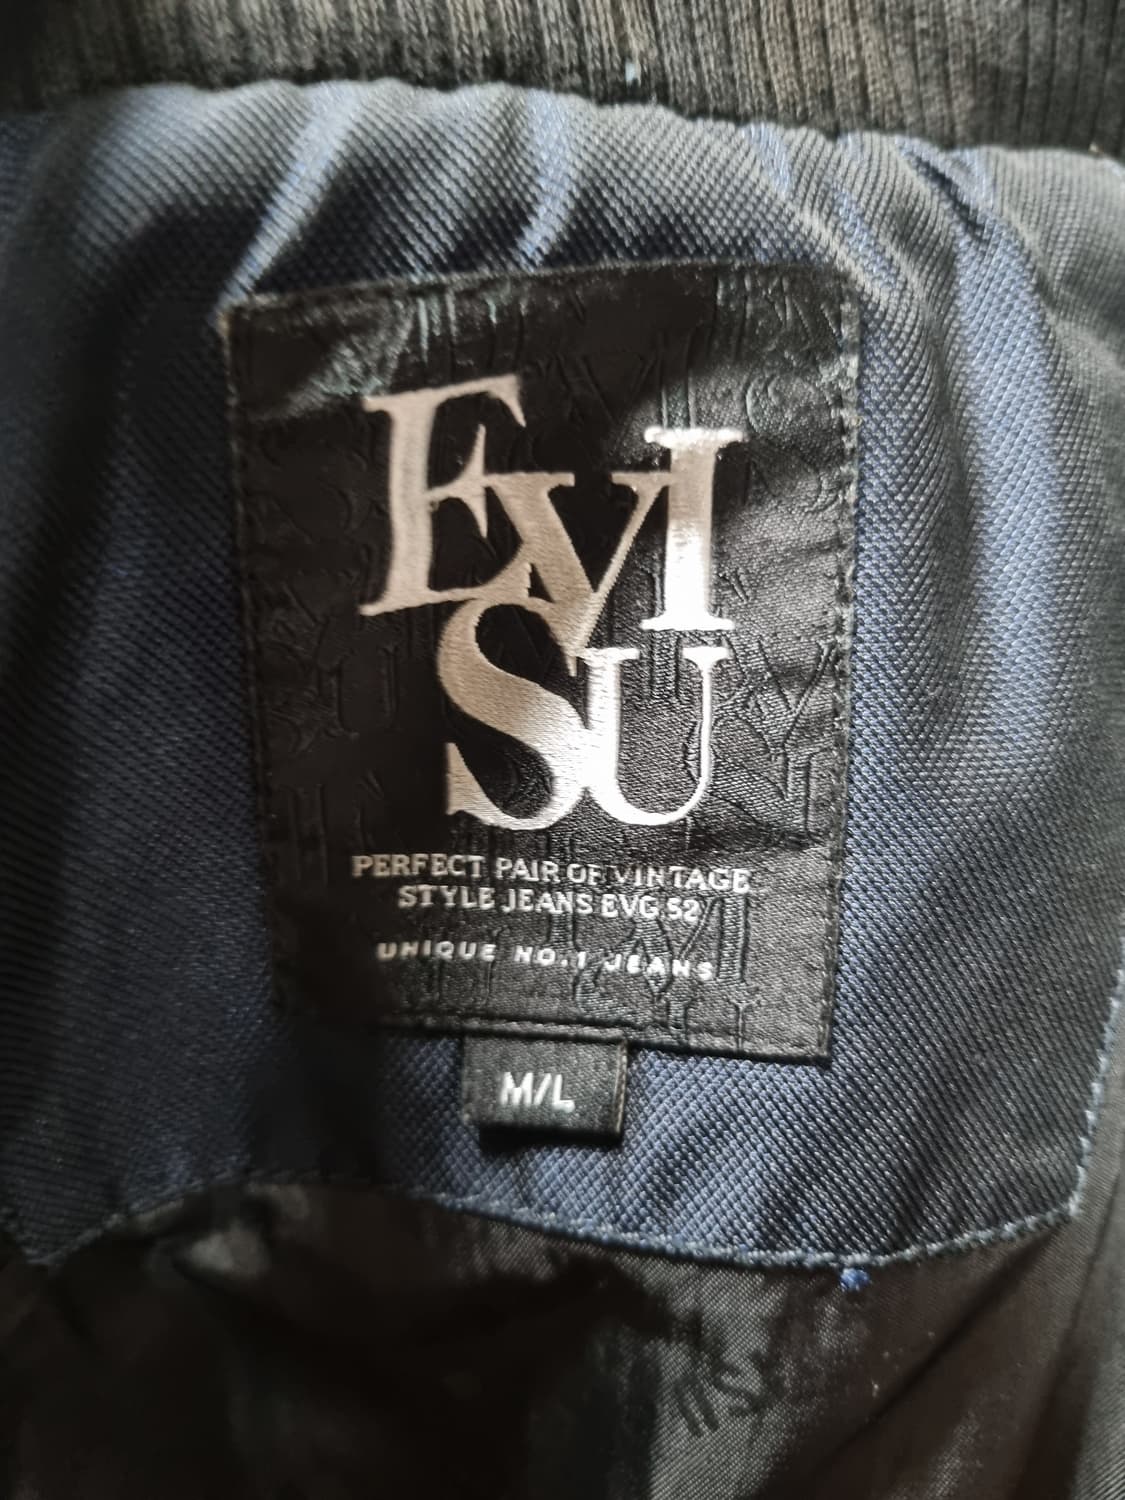 EVI
SU
PERFECT PAIR OF VINTAGE
STYLE JEANS EVG 52
UNIQUE NO.1 JEANS
M/L